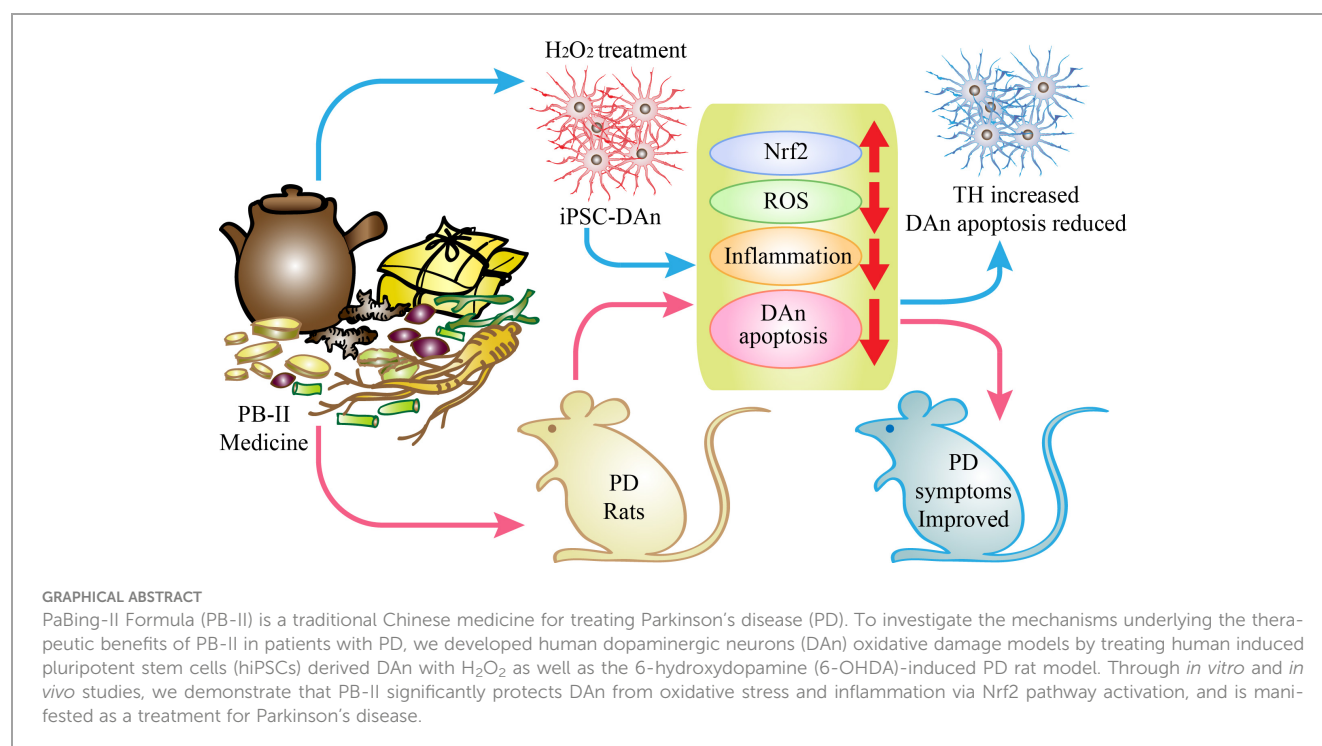 H2O2 treatment
iPSC-DAn
Nrf2
ROS
Inflammation
DAn
apoptosis
TH increased
DAn apoptosis reduced
PB-II
Medicine
PD
Rats
PD
symptoms
Improved
GRAPHICAL ABSTRACT
PaBing-II Formula (PB-II) is a traditional Chinese medicine for treating Parkinson's disease (PD). To investigate the mechanisms underlying the thera-
peutic benefits of PB-II in patients with PD, we developed human dopaminergic neurons (DAn) oxidative damage models by treating human induced
pluripotent stem cells (hiPSCs) derived DAn with H2O2 as well as the 6-hydroxydopamine (6-OHDA)-induced PD rat model. Through in vitro and in
vivo studies, we demonstrate that PB-II significantly protects DAn from oxidative stress and inflammation via Nrf2 pathway activation, and is mani-
fested as a treatment for Parkinson's disease.